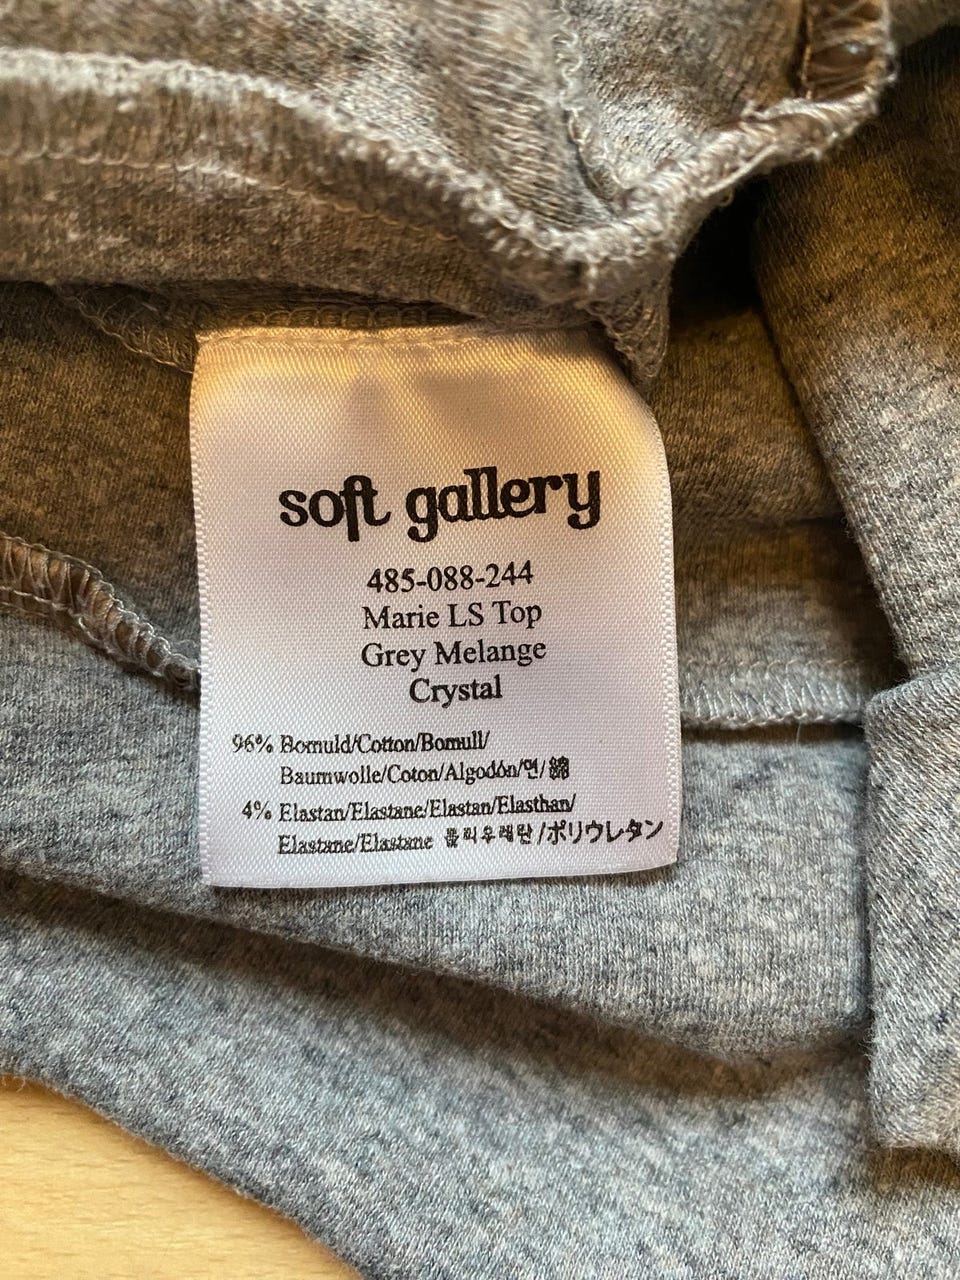 soft gallery
485-088-244
Marie LS Top
Grey Melange
Crystal
96% Bomuld/Cotton/Bomull/
Baumwolle/Coton/Algodón/면/綿
4% Elastan/Elastane/Elastan/Elasthan/
Elastane/Elastane 폴리우레탄/ポリウレタン